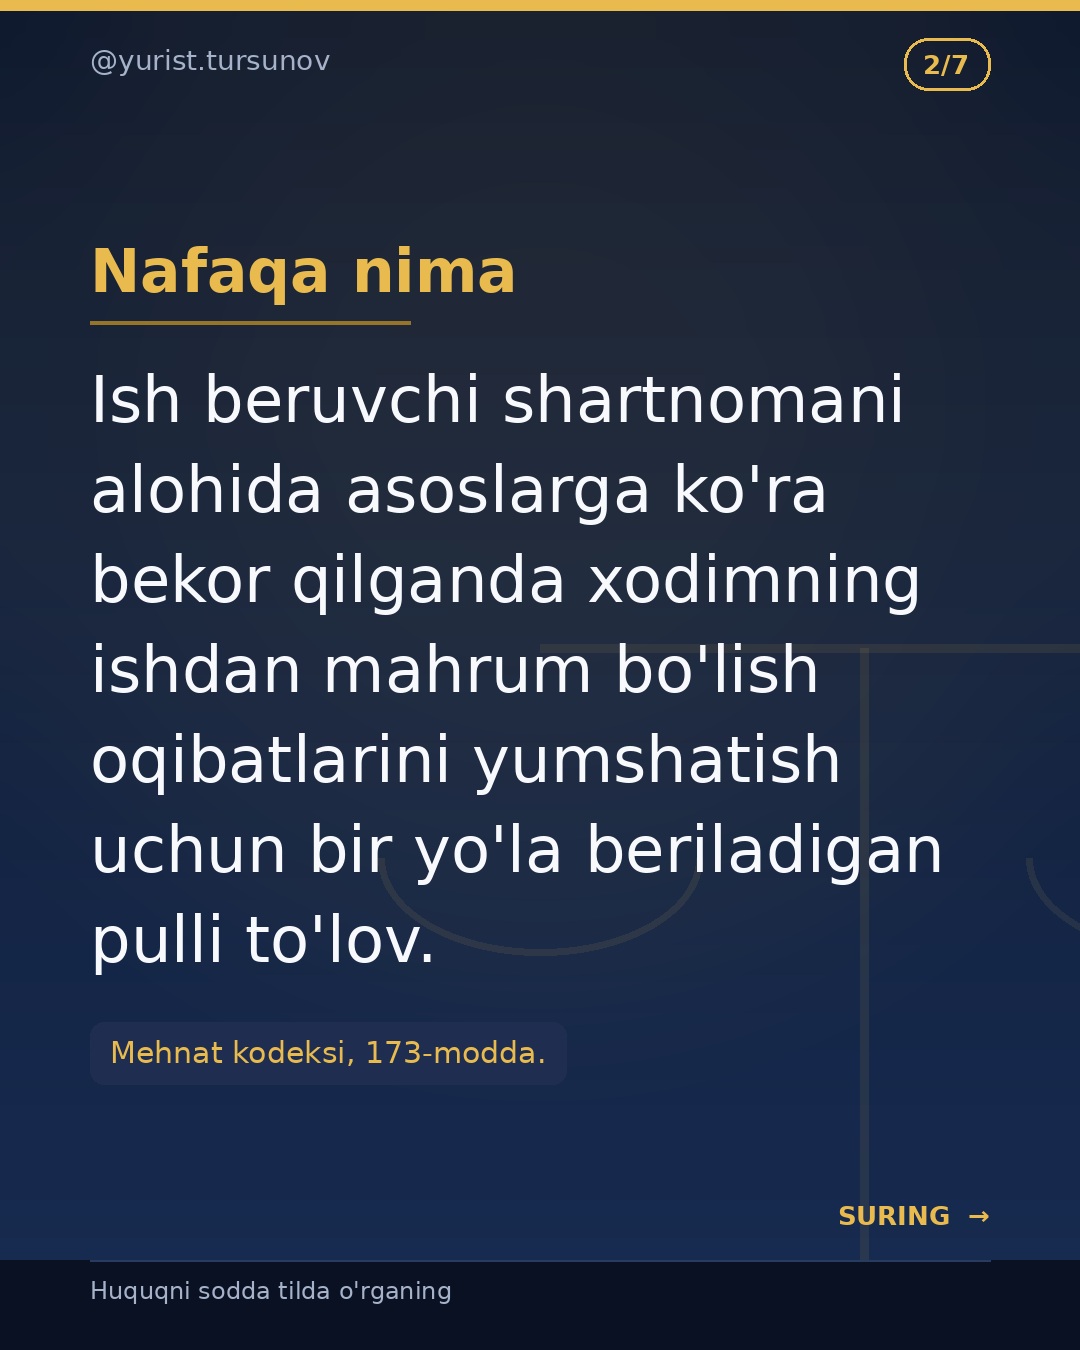 @yurist.tursunov
2/7
Nafaqa nima
Ish beruvchi shartnomani
alohida asoslarga ko'ra
bekor qilganda xodimning
ishdan mahrum bo'lish
oqibatlarini yumshatish
uchun bir yo'la beriladigan
pulli to'lov.
Mehnat kodeksi, 173-modda.
SURING →
Huquqni sodda tilda o'rganing